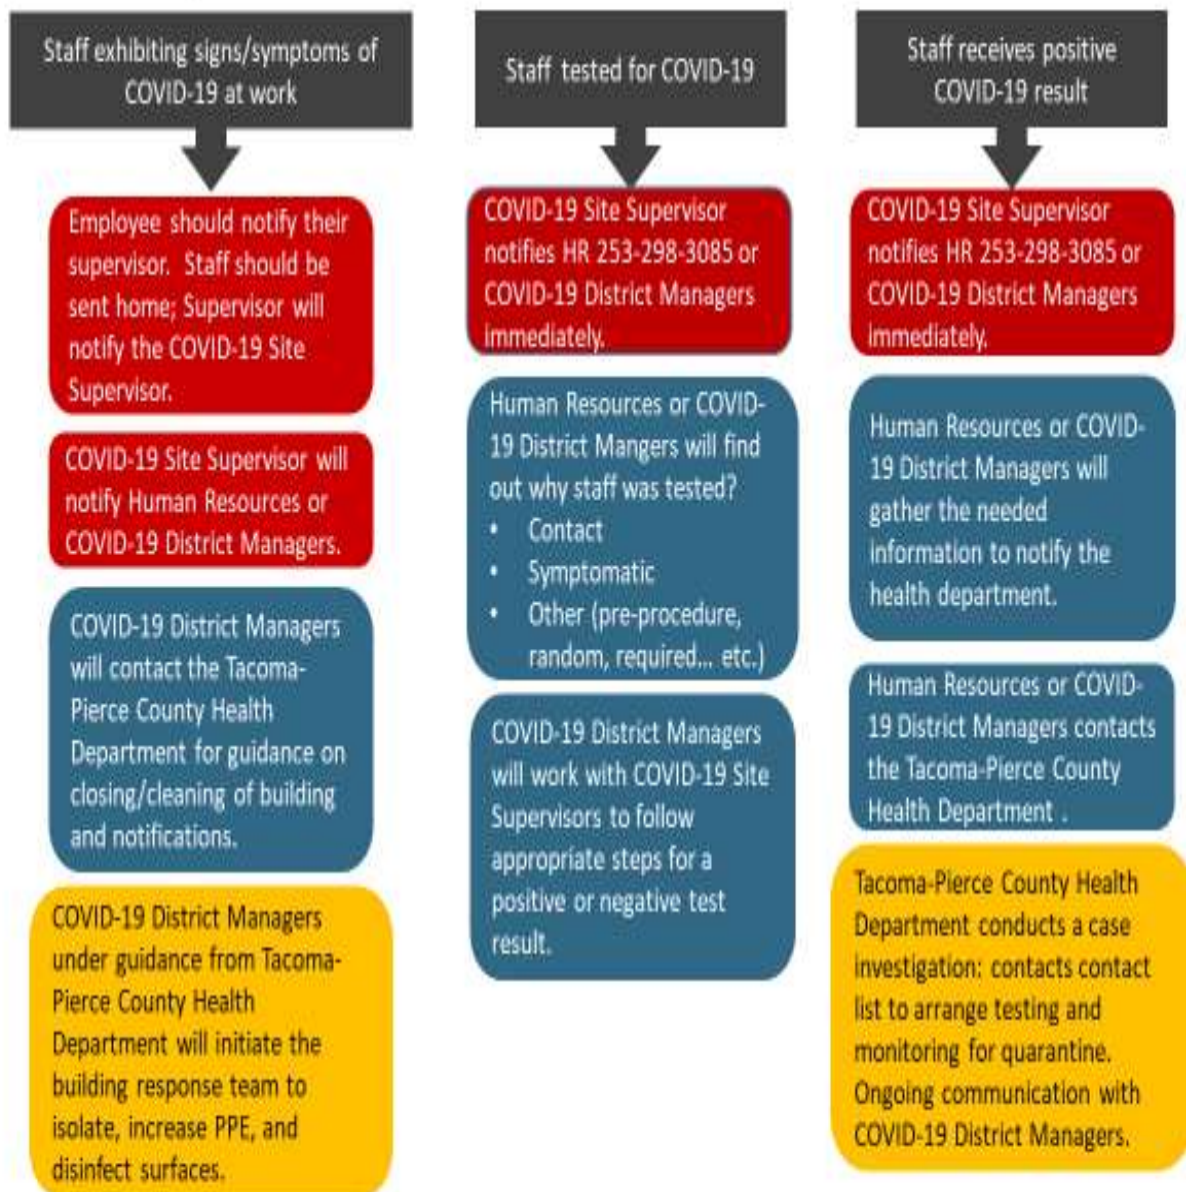 Staff exhibiting signs/symptoms of
COVID-19 at work
Employee should notify their
supervisor. Staff should be
sent home; Supervisor will
notify the COVID-19 Site
Supervisor.
COVID-19 Site Supervisor will
notify Human Resources or
COVID-19 District Managers.
COVID-19 District Managers
will contact the Tacoma-
Pierce County Health
Department for guidance on
closing/cleaning of building
and notifications.
COVID-19 District Managers
under guidance from Tacoma-
Pierce County Health
Department will initiate the
building response team to
isolate, increase PPE, and
disinfect surfaces.
Staff tested for COVID-19
COVID-19 Site Supervisor
notifies HR 253-298-3085 or
COVID-19 District Managers
immediately.
Human Resources or COVID-
19 District Mangers will find
out why staff was tested?
• Contact
• Symptomatic
• Other (pre-procedure,
random, required... etc.)
COVID-19 District Managers
will work with COVID-19 Site
Supervisors to follow
appropriate steps for a
positive or negative test
result.
Staff receives positive
COVID-19 result
COVID-19 Site Supervisor
notifies HR 253-298-3085 or
COVID-19 District Managers
immediately.
Human Resources or COVID-
19 District Managers will
gather the needed
information to notify the
health department.
Human Resources or COVID-
19 District Managers contacts
the Tacoma-Pierce County
Health Department .
Tacoma-Pierce County Health
Department conducts a case
investigation: contacts contact
list to arrange testing and
monitoring for quarantine.
Ongoing communication with
COVID-19 District Managers.